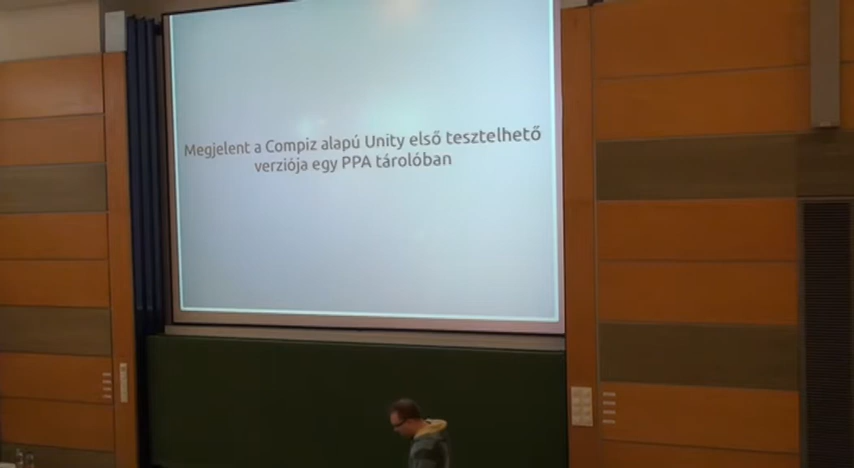 Megjelent a Compiz alapú Unity első tesztelhető
verziója egy PPA tárolóban